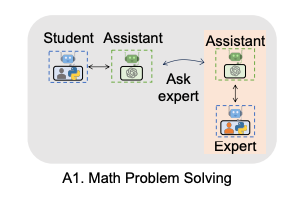 Student Assistant
Assistant
Ask
expert
Expert
A1. Math Problem Solving